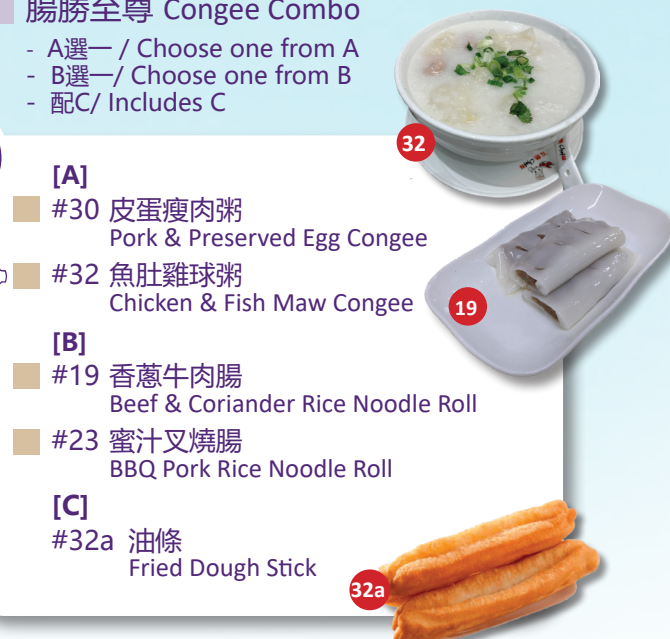 腸勝至尊 Congee Combo
- A選一 / Choose one from A
- B選一/ Choose one from B
- 配C/ Includes C
32
[A]
#30 皮蛋瘦肉粥
Pork & Preserved Egg Congee
#32 魚肚雞球粥
Chicken & Fish Maw Congee
19
[B]
#19 香蔥牛肉腸
Beef & Coriander Rice Noodle Roll
#23 蜜汁叉燒腸
BBQ Pork Rice Noodle Roll
[C]
#32a 油條
Fried Dough Stick
32a